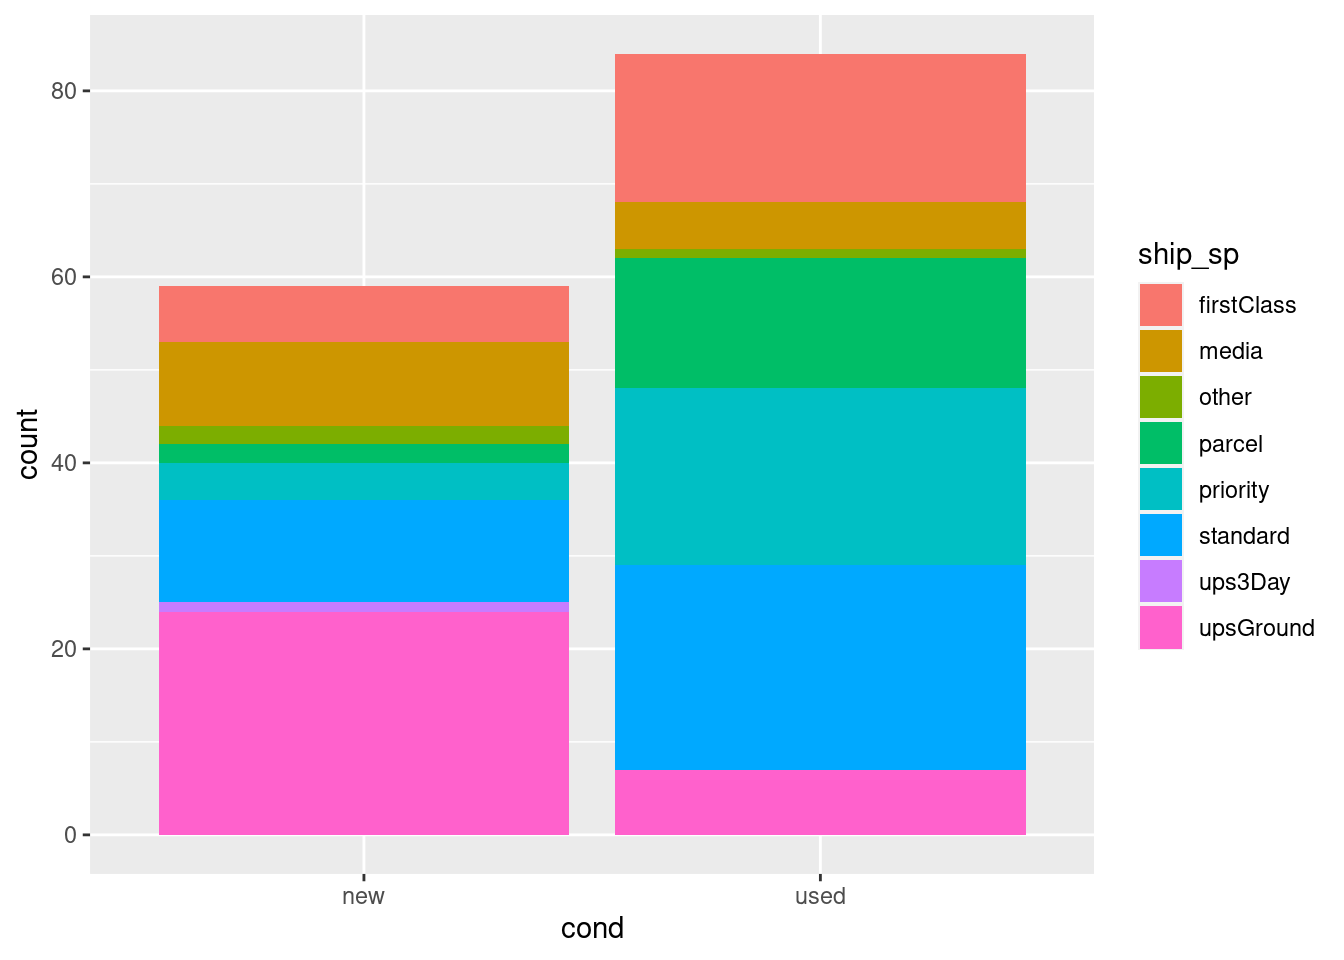 80
60
40
20
0
count
new
used
cond
ship_sp
firstClass
media
other
parcel
priority
standard
ups3Day
upsGround